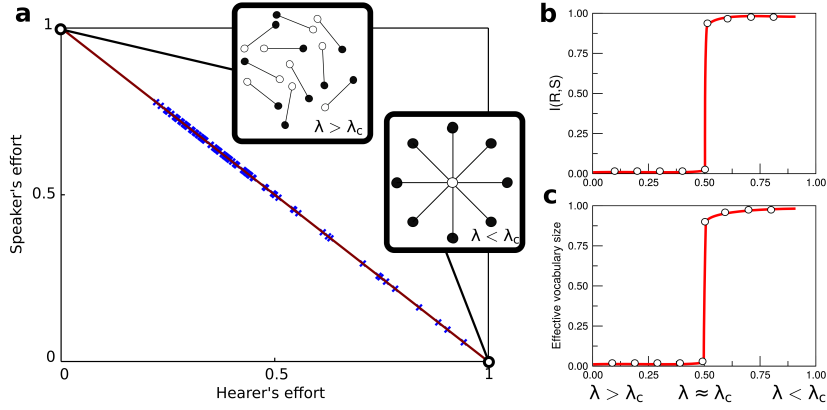 a
1
0.5
0
Speaker's effort
0
0.5
1
Hearer's effort
λ > λc
λ < λc
b
1.00
0.75
0.50
0.25
0.00
I(R,S)
0.00 0.25 0.50 0.75 1.00
c
1.00
0.75
0.50
0.25
0.00
Effective vocabulary size
0.00 0.25 0.50 0.75 1.00
λ > λc λ ≈ λc λ < λc